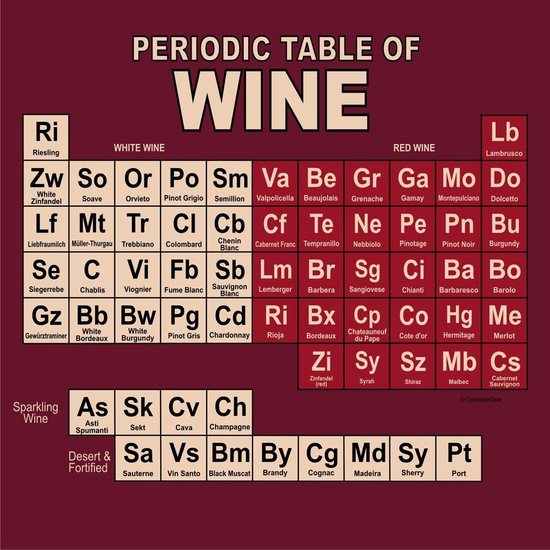 PERIODIC TABLE OF
WINE
Ri
Riesling
WHITE WINE
RED WINE
Lb
Lambrusco
Zw
White
Zinfandel
So
Soave
Or
Orvieto
Po
Pinot Grigio
Sm
Semillion
Va
Valpolicella
Be
Beaujolais
Gr
Grenache
Ga
Gamay
Mo
Montepulciano
Do
Dolcetto
Lf
Liebfraumilch
Mt
Müller-Thurgau
Tr
Trebbiano
Cl
Colombard
Cb
Chenin
Blanc
Cf
Cabernet Franc
Te
Tempranillo
Ne
Nebbiolo
Pe
Pinotage
Pn
Pinot Noir
Bu
Burgundy
Se
Siegerrebe
C
Chablis
Vi
Viognier
Fb
Fume Blanc
Sb
Sauvignon
Blanc
Lm
Lemberger
Br
Barbera
Sg
Sangiovese
Ci
Chianti
Ba
Barbaresco
Bo
Barolo
Gz
Gewürztraminer
Bb
White
Bordeaux
Bw
White
Burgundy
Pg
Pinot Gris
Cd
Chardonnay
Ri
Rioja
Bx
Bordeaux
Cp
Chateauneuf
du Pape
Co
Cote d'or
Hg
Hermitage
Me
Merlot
Zi
Zinfandel
(red)
Sy
Syrah
Sz
Shiraz
Mb
Malbec
Cs
Cabernet
Sauvignon
© ComputerGear
Sparkling
Wine
As
Asti
Spumanti
Sk
Sekt
Cv
Cava
Ch
Champagne
Desert &
Fortified
Sa
Sauterne
Vs
Vin Santo
Bm
Black Muscat
By
Brandy
Cg
Cognac
Md
Madeira
Sy
Sherry
Pt
Port